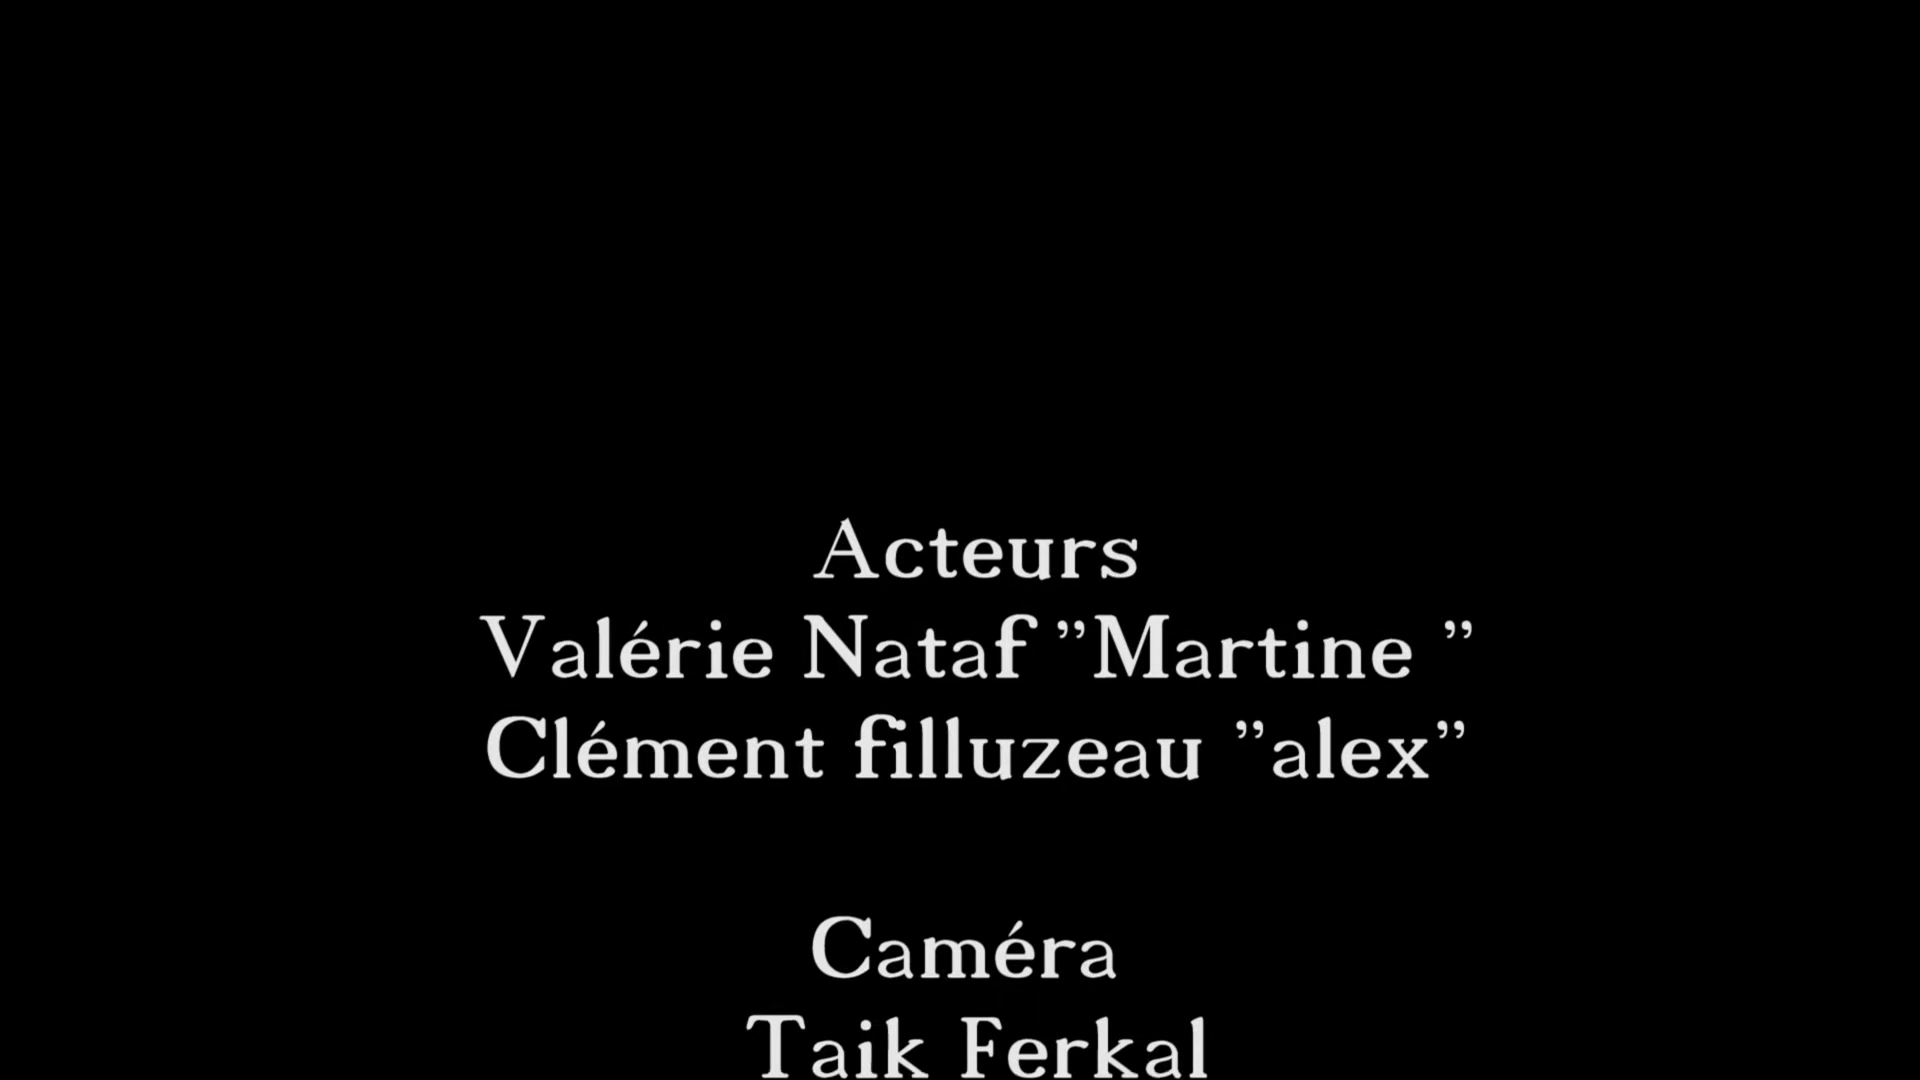 Acteurs
Valérie Nataf ”Martine ”
Clément filluzeau ”alex”
Caméra
Taik Ferkal